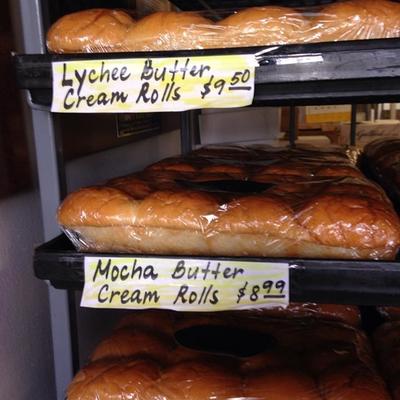 Lychee Butter
Cream Rolls $9.50
Mocha Butter
Cream Rolls $8.99